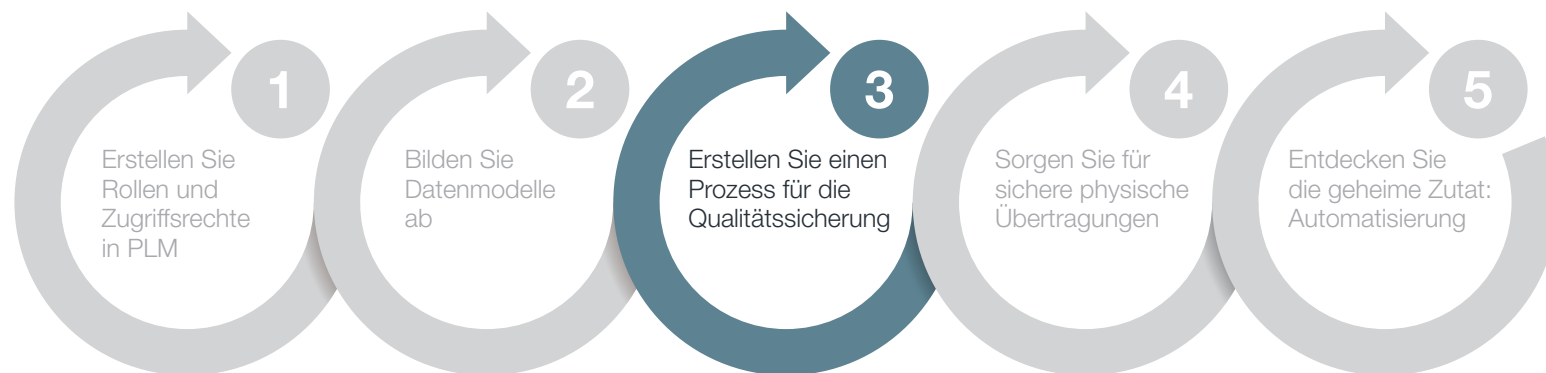 1
Erstellen Sie
Rollen und
Zugriffsrechte
in PLM
2
Bilden Sie
Datenmodelle
ab
3
Erstellen Sie einen
Prozess für die
Qualitätssicherung
4
Sorgen Sie für
sichere physische
Übertragungen
5
Entdecken Sie
die geheime Zutat:
Automatisierung